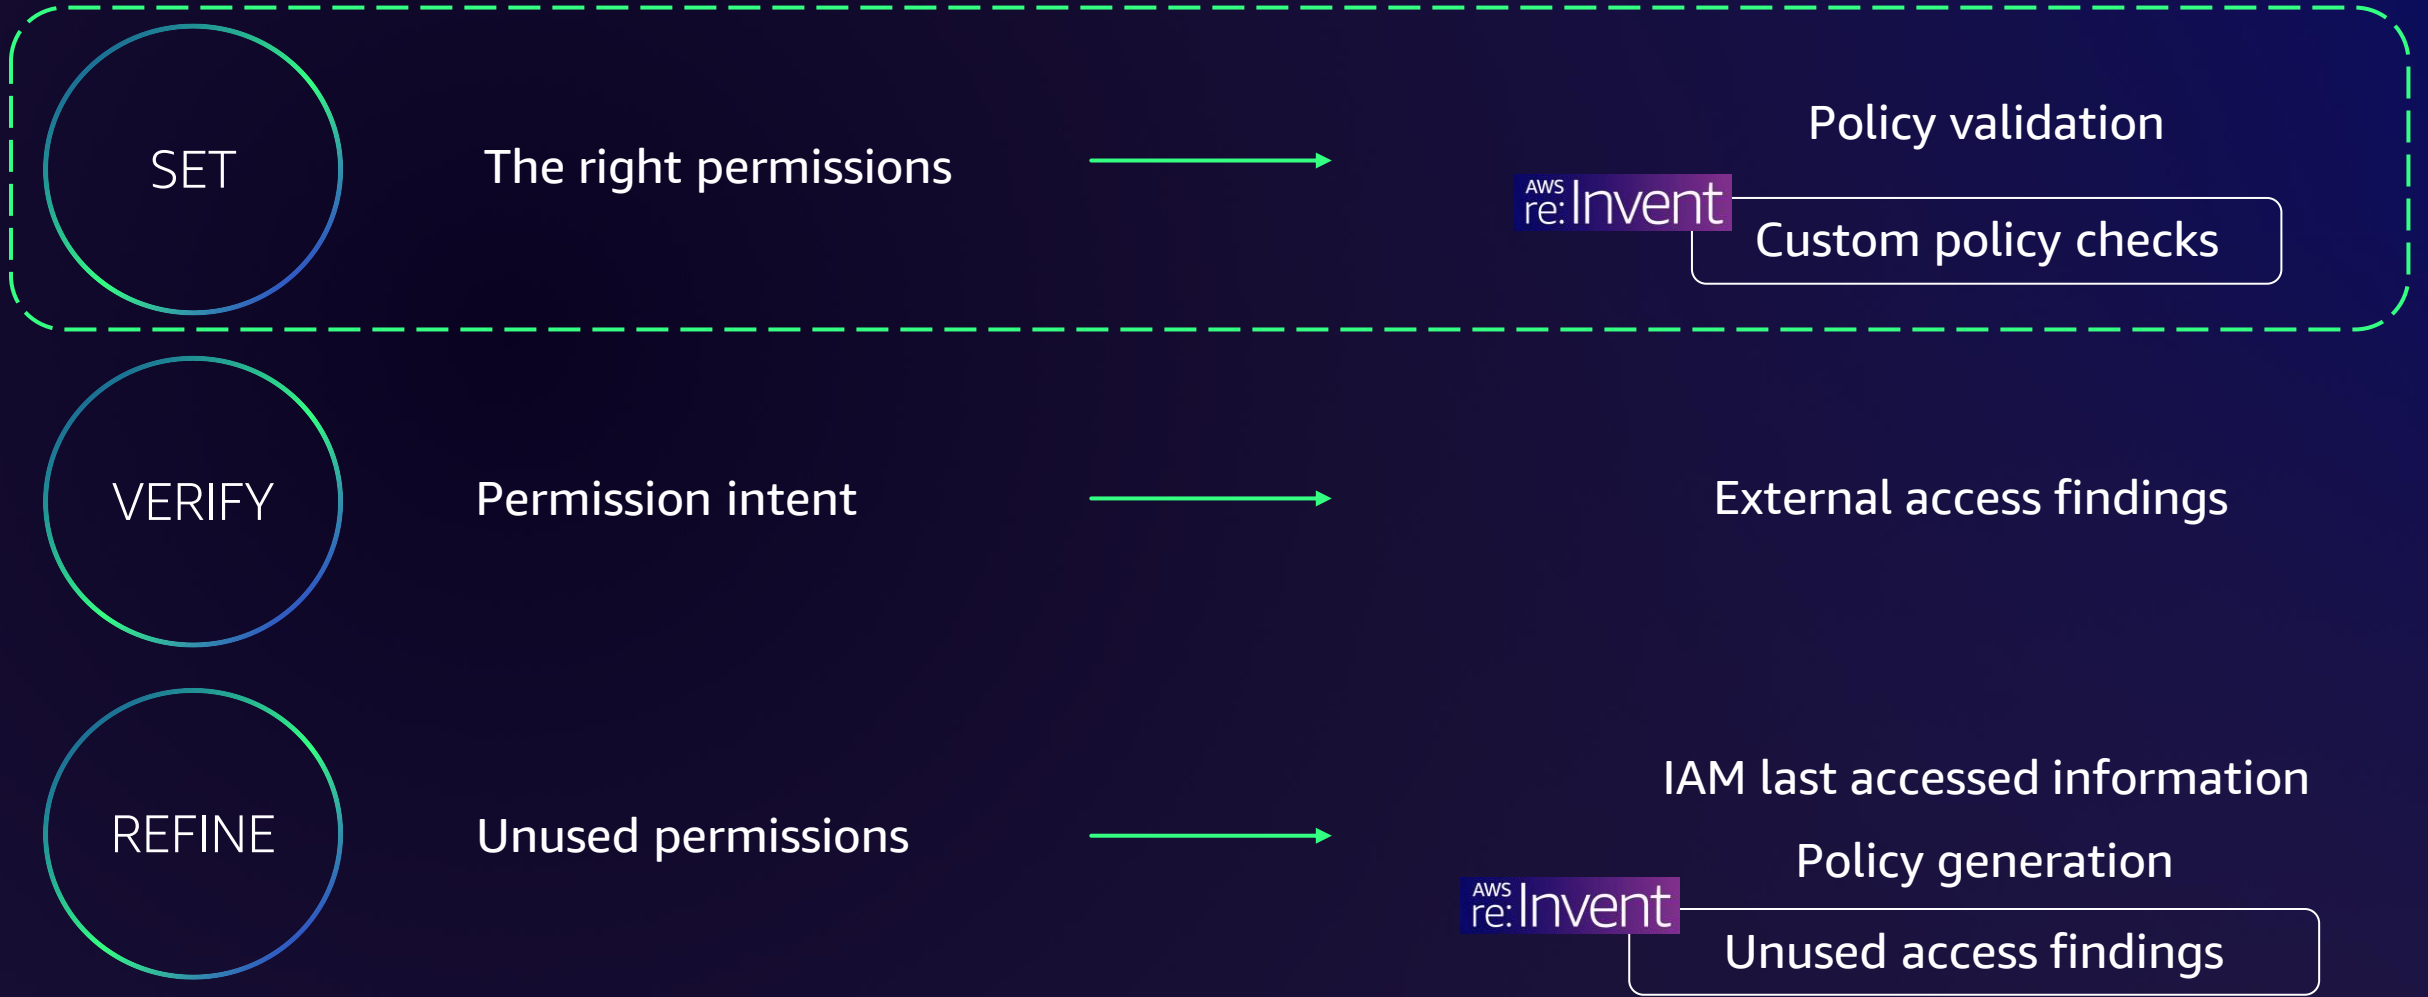 SET
The right permissions
Policy validation
AWS
re:Invent
Custom policy checks
VERIFY
Permission intent
External access findings
REFINE
Unused permissions
IAM last accessed information
Policy generation
AWS
re:Invent
Unused access findings